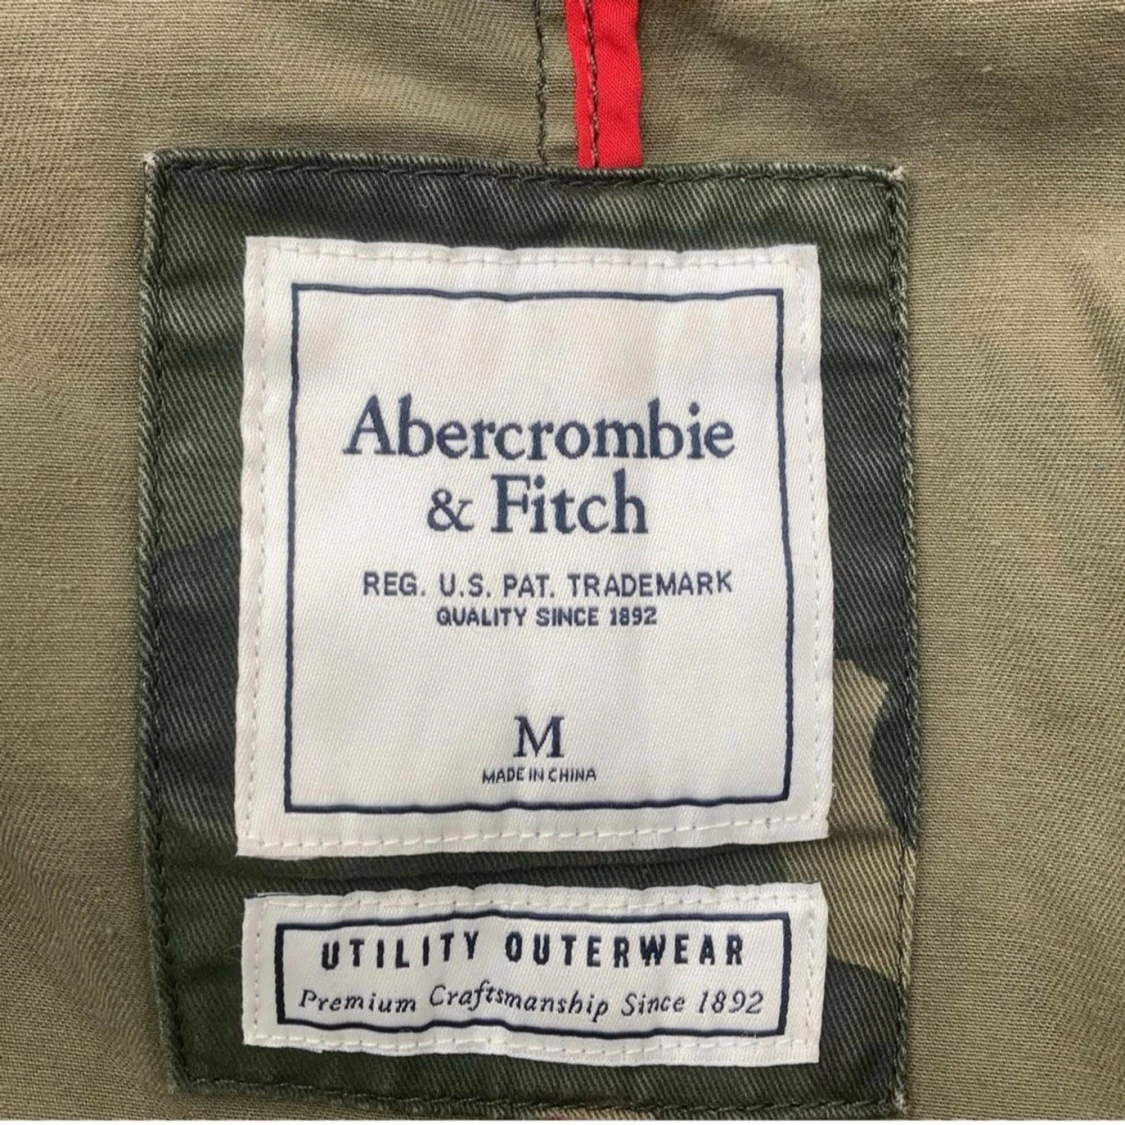 Abercrombie
& Fitch
REG. U.S. PAT. TRADEMARK
QUALITY SINCE 1892
M
MADE IN CHINA
UTILITY OUTERWEAR
Premium Craftsmanship Since 1892